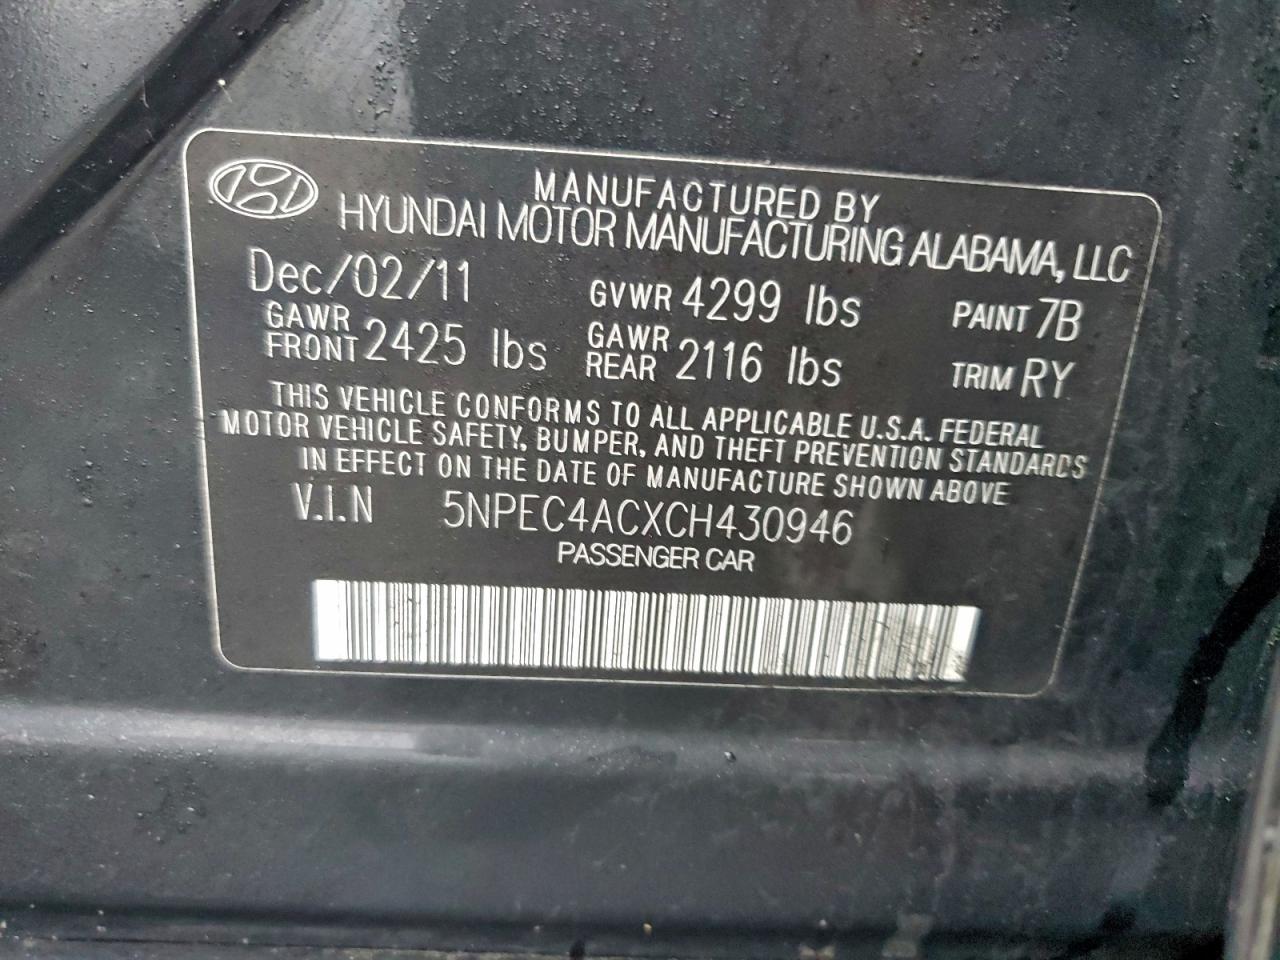 MANUFACTURED BY
HYUNDAI MOTOR MANUFACTURING ALABAMA, LLC
Dec/02/11 GVWR 4299 lbs PAINT 7B
GAWR FRONT 2425 lbs GAWR REAR 2116 lbs TRIM RY
THIS VEHICLE CONFORMS TO ALL APPLICABLE U.S.A. FEDERAL
MOTOR VEHICLE SAFETY, BUMPER, AND THEFT PREVENTION STANDARDS
IN EFFECT ON THE DATE OF MANUFACTURE SHOWN ABOVE
V.I.N 5NPEC4ACXCH430946
PASSENGER CAR